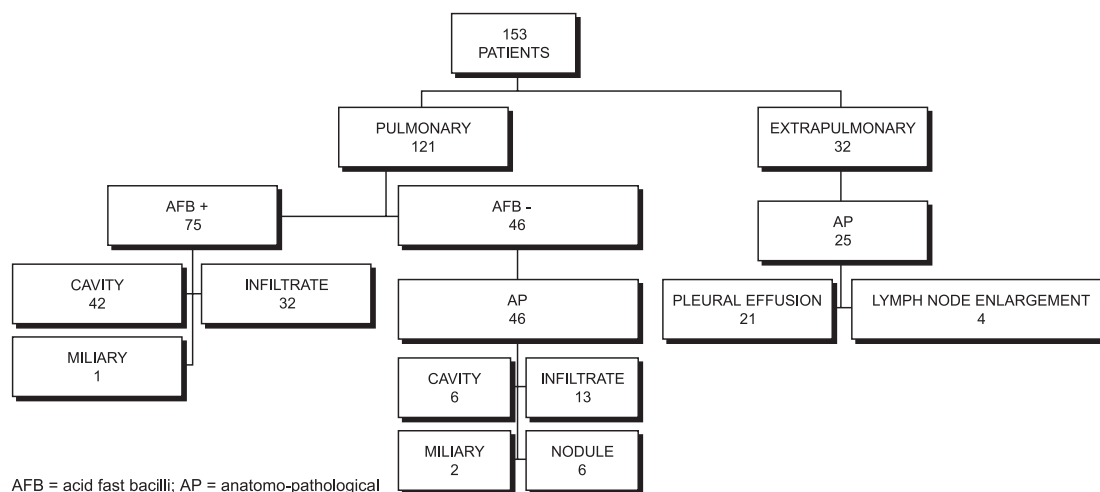 153
PATIENTS
PULMONARY
121
EXTRAPULMONARY
32
AFB +
75
AFB -
46
AP
25
CAVITY
42
INFILTRATE
32
AP
46
PLEURAL EFFUSION
21
LYMPH NODE ENLARGEMENT
4
MILIARY
1
CAVITY
6
INFILTRATE
13
MILIARY
2
NODULE
6
AFB = acid fast bacilli; AP = anatomo-pathological